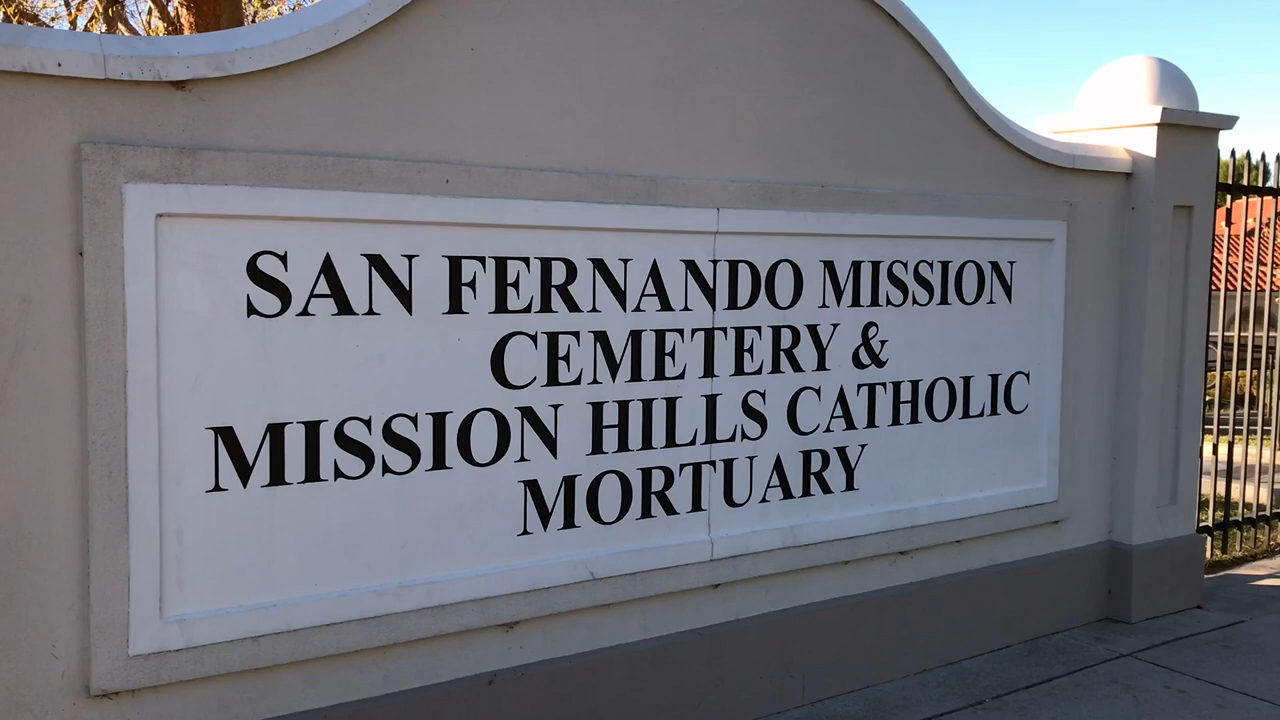 SAN FERNANDO MISSION
CEMETERY &
MISSION HILLS CATHOLIC
MORTUARY